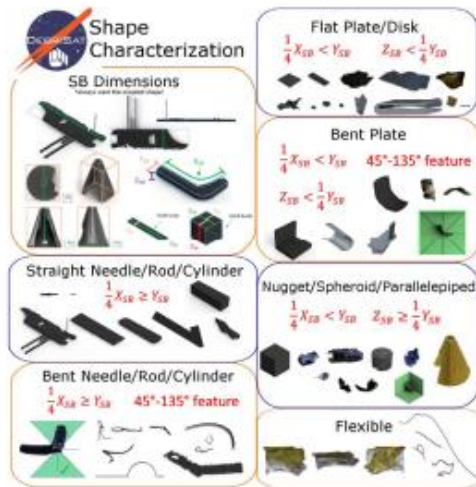 DEBRISAT
Shape
Characterization
SB Dimensions
Flat Plate/Disk
1/4 X_SB < Y_SB
Z_SB < 1/4 Y_SB
Bent Plate
1/4 X_SB < Y_SB
45°-135° feature
Z_SB < 1/4 Y_SB
Straight Needle/Rod/Cylinder
1/4 X_SB ≥ Y_SB
Nugget/Spheroid/Parallelepiped
1/4 X_SB < Y_SB
Z_SB ≥ 1/4 Y_SB
Bent Needle/Rod/Cylinder
1/4 X_SB ≥ Y_SB
45°-135° feature
Flexible